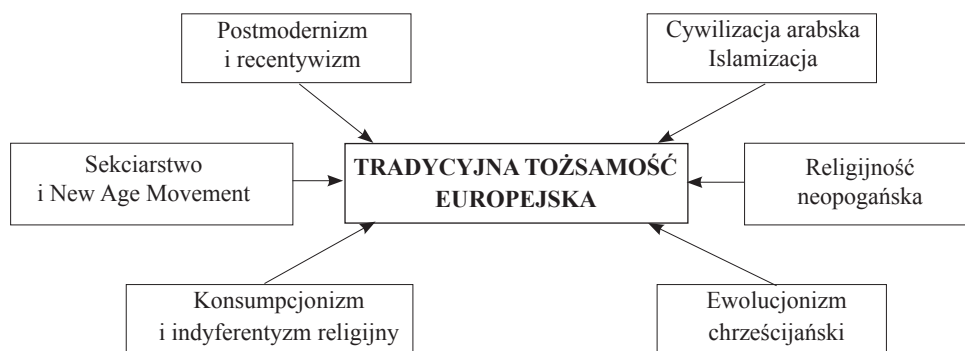 Postmodernizm
i recentywizm
Cywilizacja arabska
Islamizacja
Sekciarstwo
i New Age Movement
TRADYCYJNA TOŻSAMOŚĆ
EUROPEJSKA
Religijność
neopogańska
Konsumpcjonizm
i indyferentyzm religijny
Ewolucjonizm
chrześcijański